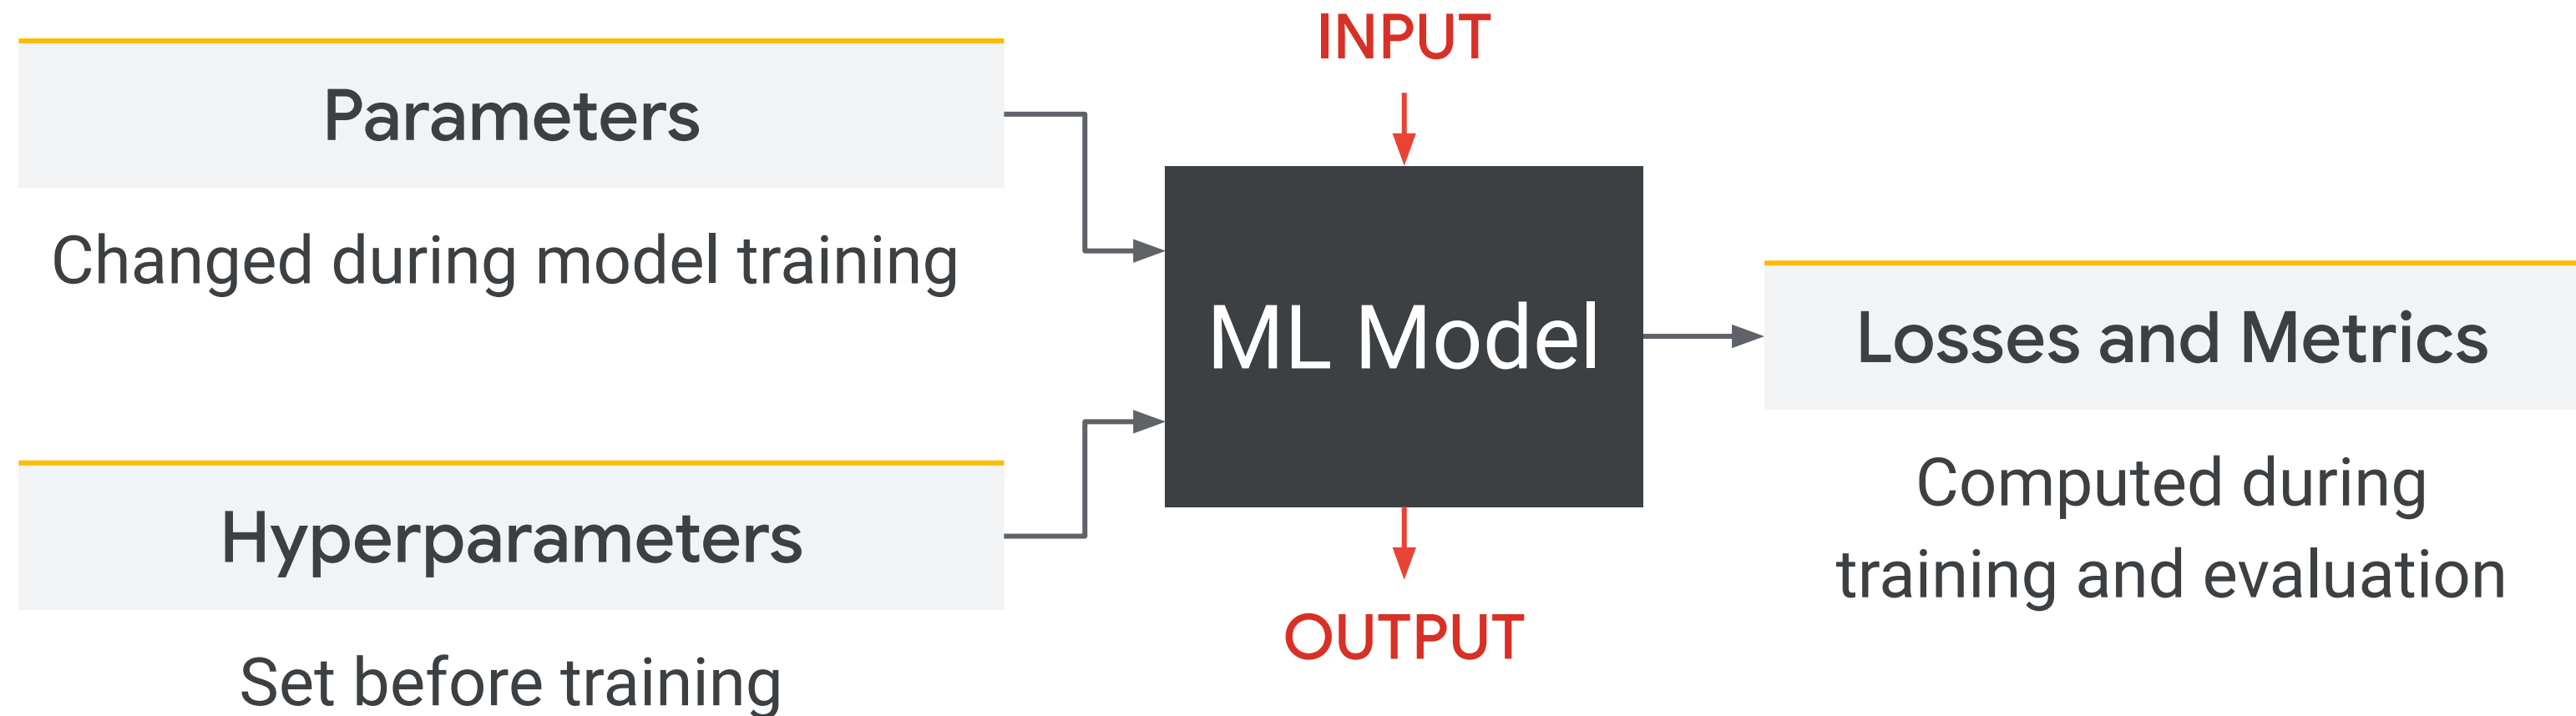 Parameters
Changed during model training
Hyperparameters
Set before training
INPUT
ML Model
OUTPUT
Losses and Metrics
Computed during
training and evaluation